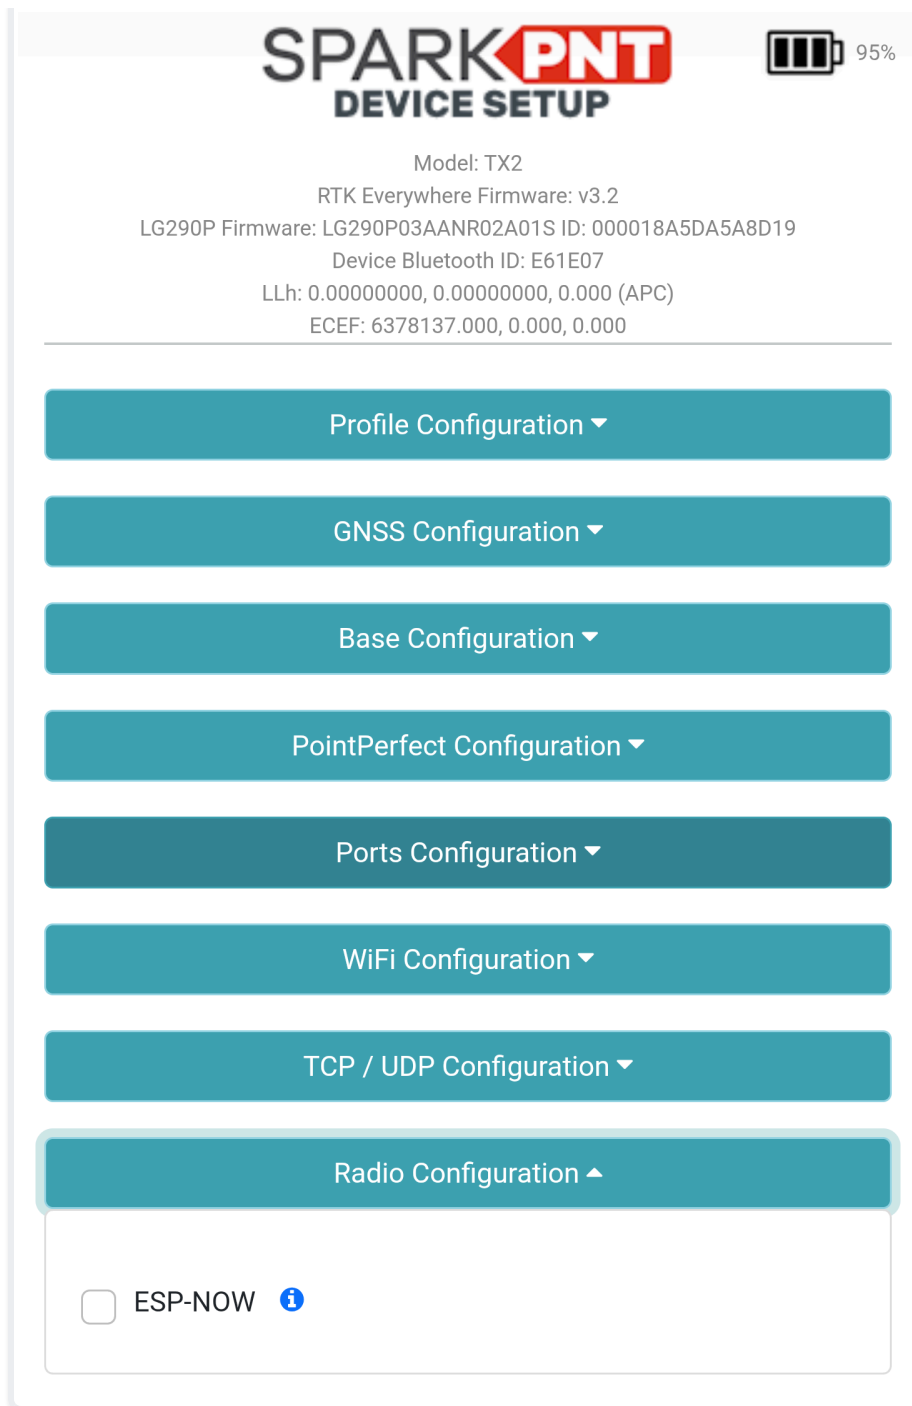 SPARK PNT
DEVICE SETUP
95%
Model: TX2
RTK Everywhere Firmware: v3.2
LG290P Firmware: LG290P03AANR02A01S ID: 000018A5DA5A8D19
Device Bluetooth ID: E61E07
LLh: 0.00000000, 0.00000000, 0.000 (APC)
ECEF: 6378137.000, 0.000, 0.000
Profile Configuration
GNSS Configuration
Base Configuration
PointPerfect Configuration
Ports Configuration
WiFi Configuration
TCP / UDP Configuration
Radio Configuration
ESP-NOW